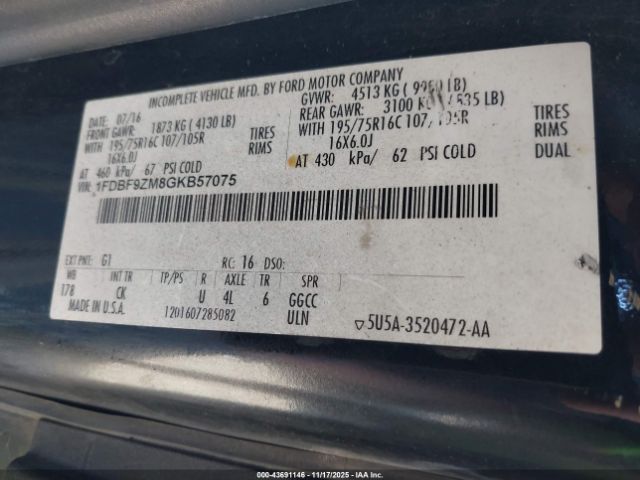 INCOMPLETE VEHICLE MFD. BY FORD MOTOR COMPANY
DATE: 07/16 GVWR: 4513 KG ( LB)
FRONT GAWR: 1873 KG ( 4130 LB) REAR GAWR: 3100 KG ( LB)
WITH 195/75R16C 107/105R TIRES WITH 195/75R16C 107/105R TIRES
16X6.0J RIMS 16X6.0J RIMS
AT 460 kPa/ 67 PSI COLD AT 430 kPa/ 62 PSI COLD DUAL
VIN: 1FDBF9ZM8GKB57075
EXT PNT: G1 RC: 16 DSO:
WB INT TR TP/PS R AXLE TR SPR
178 CK U 4L 6 GGCC
MADE IN U.S.A. 1201607285082 ULN ▽5U5A-3520472-AA
© IAA - 43691146 - 11/17/2025 - IAAI.COM